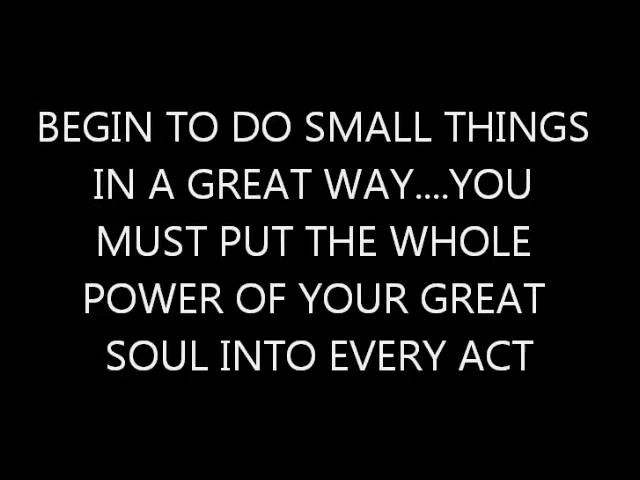 BEGIN TO DO SMALL THINGS
IN A GREAT WAY....YOU
MUST PUT THE WHOLE
POWER OF YOUR GREAT
SOUL INTO EVERY ACT